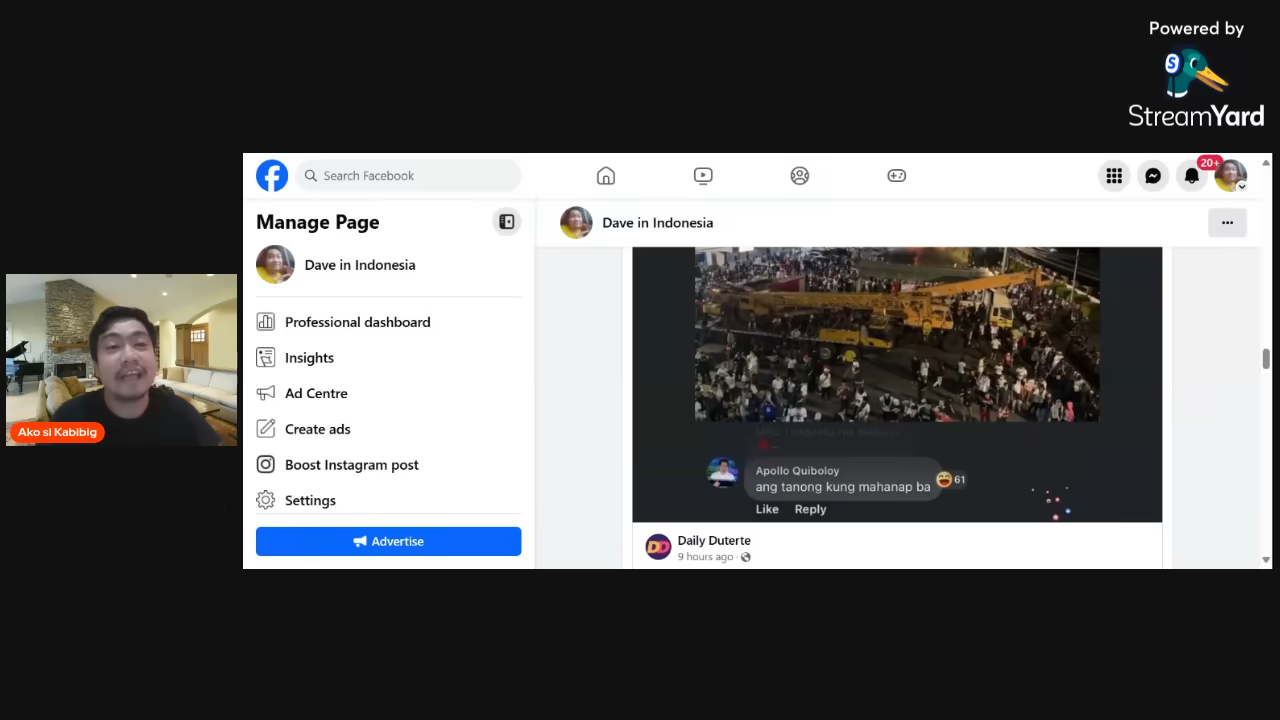 Powered by
S
StreamYard
Search Facebook
20+
Manage Page
Dave in Indonesia
Dave in Indonesia
Professional dashboard
Insights
Ad Centre
Create ads
Boost Instagram post
Settings
Advertise
Ako si Kabibig
Apollo Quiboloy
ang tanong kung mahanap ba
61
Like Reply
DD
Daily Duterte
9 hours ago ·